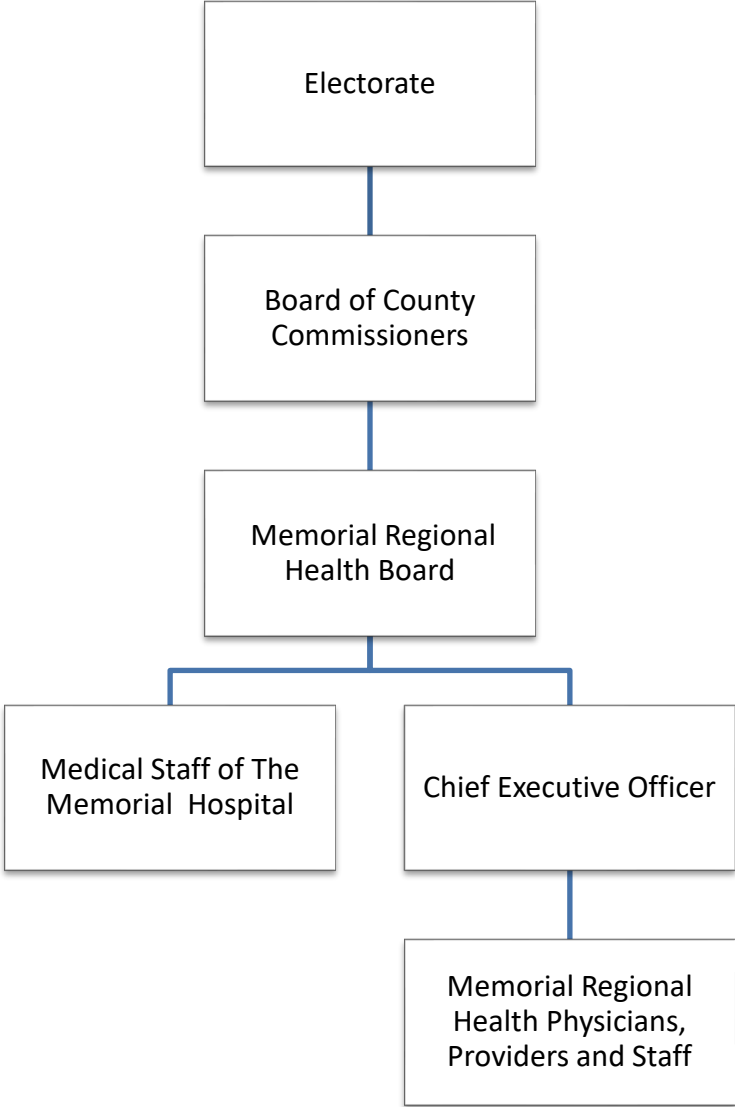 Electorate
Board of County
Commissioners
Memorial Regional
Health Board
Medical Staff of The
Memorial  Hospital
Chief Executive Officer
Memorial Regional
Health Physicians,
Providers and Staff